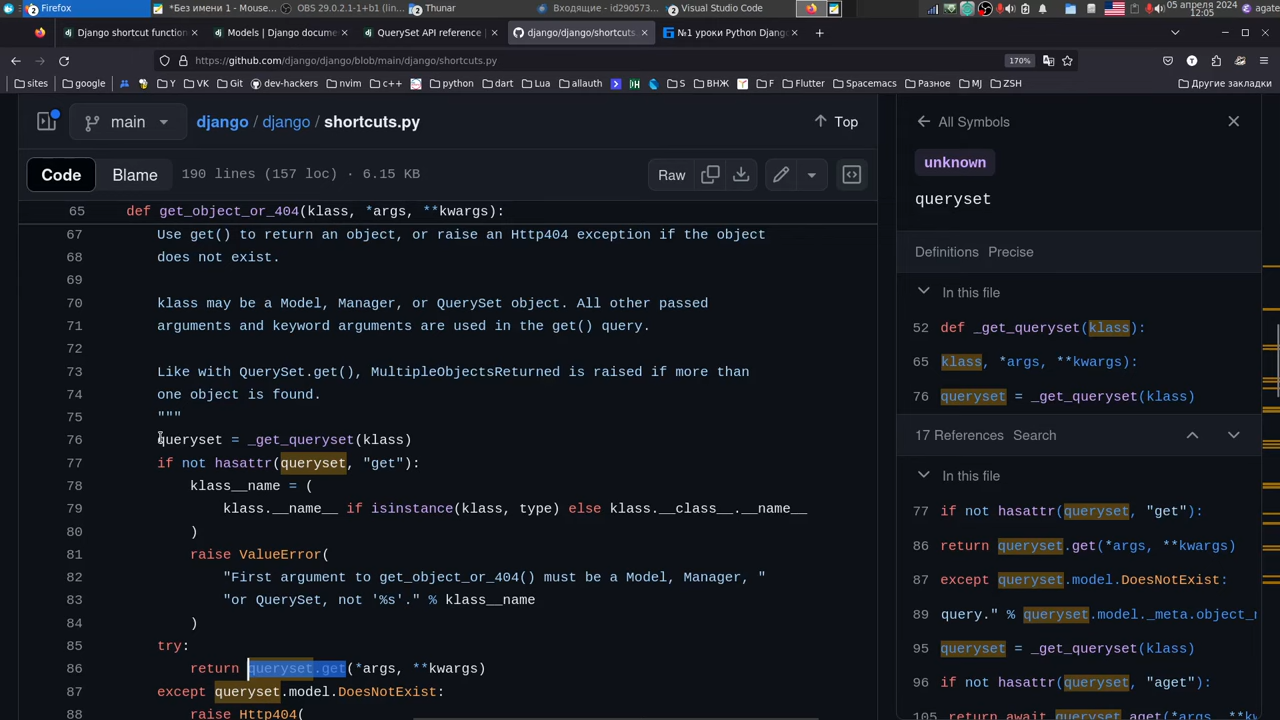 Firefox
*Без имени 1 - Mouse...
OBS 29.0.2.1-1+b1 (lin...
Thunar
Входящие - id290573...
Visual Studio Code
05 апреля 2024
12:05
agate
Django shortcut function
Models | Django docume
QuerySet API reference |
django/django/shortcuts.
№1 уроки Python Django
https://github.com/django/django/blob/main/django/shortcuts.py
170%
sites
google
Y
VK
Git
dev-hackers
nvim
c++
python
dart
Lua
allauth
S
ВНЖ
F
Flutter
Spacemacs
Разное
MJ
ZSH
Другие закладки
main
django / django / shortcuts.py
Top
Code
Blame
190 lines (157 loc) · 6.15 KB
Raw
65 def get_object_or_404(klass, *args, **kwargs):
67 Use get() to return an object, or raise an Http404 exception if the object
68 does not exist.
69
70 klass may be a Model, Manager, or QuerySet object. All other passed
71 arguments and keyword arguments are used in the get() query.
72
73 Like with QuerySet.get(), MultipleObjectsReturned is raised if more than
74 one object is found.
75 """
76 queryset = _get_queryset(klass)
77 if not hasattr(queryset, "get"):
78 klass__name = (
79 klass.__name__ if isinstance(klass, type) else klass.__class__.__name__
80 )
81 raise ValueError(
82 "First argument to get_object_or_404() must be a Model, Manager, "
83 "or QuerySet, not '%s'." % klass__name
84 )
85 try:
86 return queryset.get(*args, **kwargs)
87 except queryset.model.DoesNotExist:
88 raise Http404(
All Symbols
unknown
queryset
Definitions Precise
In this file
52 def _get_queryset(klass):
65 klass, *args, **kwargs):
76 queryset = _get_queryset(klass)
17 References Search
In this file
77 if not hasattr(queryset, "get"):
86 return queryset.get(*args, **kwargs)
87 except queryset.model.DoesNotExist:
89 query." % queryset.model._meta.object_r
95 queryset = _get_queryset(klass)
96 if not hasattr(queryset, "aget"):
105 return await queryset.aget(*args, **kw